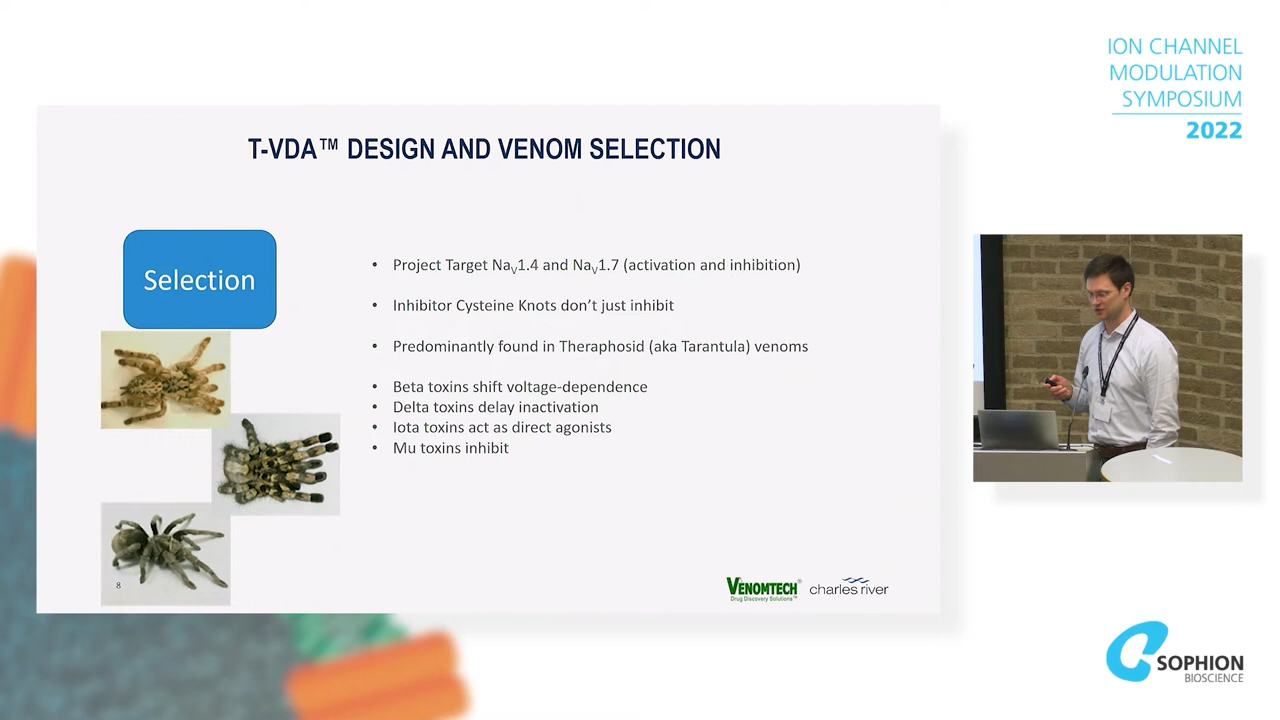 ION CHANNEL
MODULATION
SYMPOSIUM
2022
T-VDA™ DESIGN AND VENOM SELECTION
Selection
• Project Target NaV1.4 and NaV1.7 (activation and inhibition)
• Inhibitor Cysteine Knots don’t just inhibit
• Predominantly found in Theraphosid (aka Tarantula) venoms
• Beta toxins shift voltage-dependence
• Delta toxins delay inactivation
• Iota toxins act as direct agonists
• Mu toxins inhibit
8
VENOMTECH®
Drug Discovery Solutions™
charles river
SOPHION
BIOSCIENCE